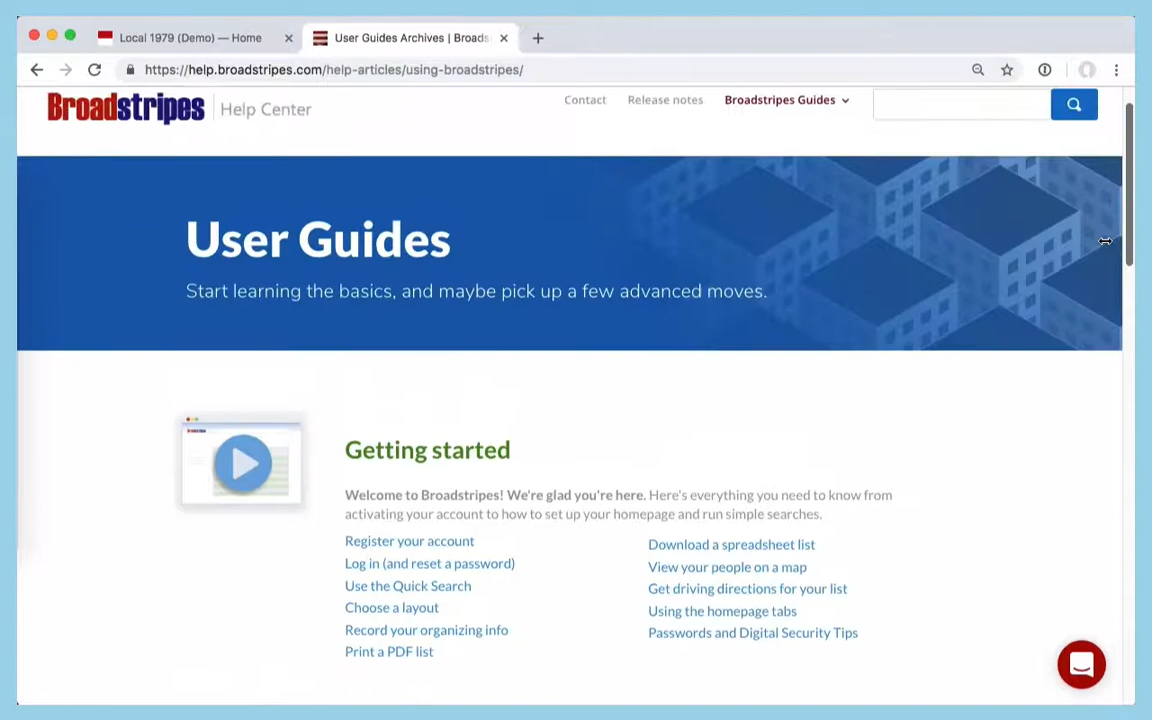 Local 1979 (Demo) — Home
User Guides Archives | Broads
https://help.broadstripes.com/help-articles/using-broadstripes/
Broadstripes
Help Center
Contact
Release notes
Broadstripes Guides
User Guides
Start learning the basics, and maybe pick up a few advanced moves.
Getting started
Welcome to Broadstripes! We're glad you're here. Here's everything you need to know from
activating your account to how to set up your homepage and run simple searches.
Register your account
Log in (and reset a password)
Use the Quick Search
Choose a layout
Record your organizing info
Print a PDF list
Download a spreadsheet list
View your people on a map
Get driving directions for your list
Using the homepage tabs
Passwords and Digital Security Tips